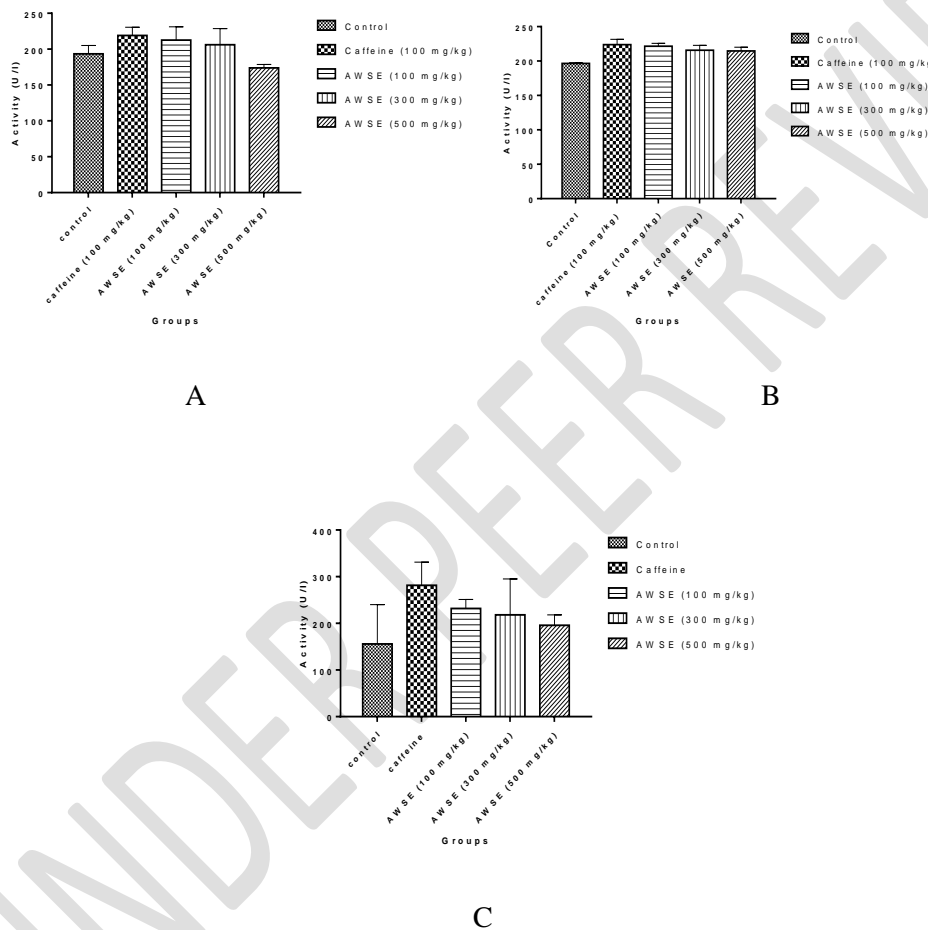 250
200
150
100
50
0
Activity (U/l)
control
caffeine (100 mg/kg)
AWSE (100 mg/kg)
AWSE (300 mg/kg)
AWSE (500 mg/kg)
Groups
Control
Caffeine (100 mg/kg)
AWSE (100 mg/kg)
AWSE (300 mg/kg)
AWSE (500 mg/kg)
A
250
200
150
100
50
0
Activity (U/l)
Control
caffeine (100 mg/kg)
AWSE (100 mg/kg)
AWSE (300 mg/kg)
AWSE (500 mg/kg)
Groups
Control
Caffeine (100 mg/kg
AWSE (100 mg/kg)
AWSE (300 mg/kg)
AWSE (500 mg/kg)
B
400
300
200
100
0
Activity (U/l)
control
caffeine
AWSE (100 mg/kg)
AWSE (300 mg/kg)
AWSE (500 mg/kg)
Groups
Control
Caffeine
AWSE (100 mg/kg)
AWSE (300 mg/kg)
AWSE (500 mg/kg)
C
UNDER PEER REVIE